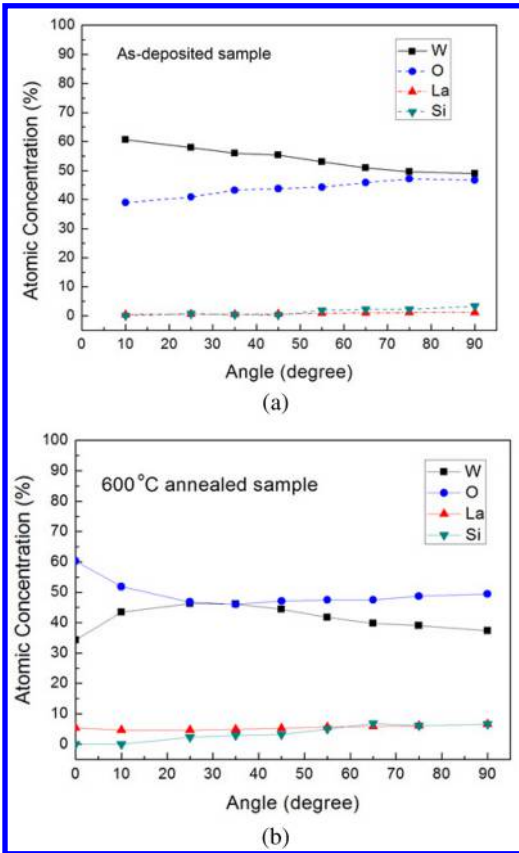 As-deposited sample
W
O
La
Si
100
90
80
70
60
50
40
30
20
10
0
Atomic Concentration (%)
0 10 20 30 40 50 60 70 80 90
Angle (degree)
(a)
600°C annealed sample
W
O
La
Si
100
90
80
70
60
50
40
30
20
10
0
Atomic Concentration (%)
0 10 20 30 40 50 60 70 80 90
Angle (degree)
(b)